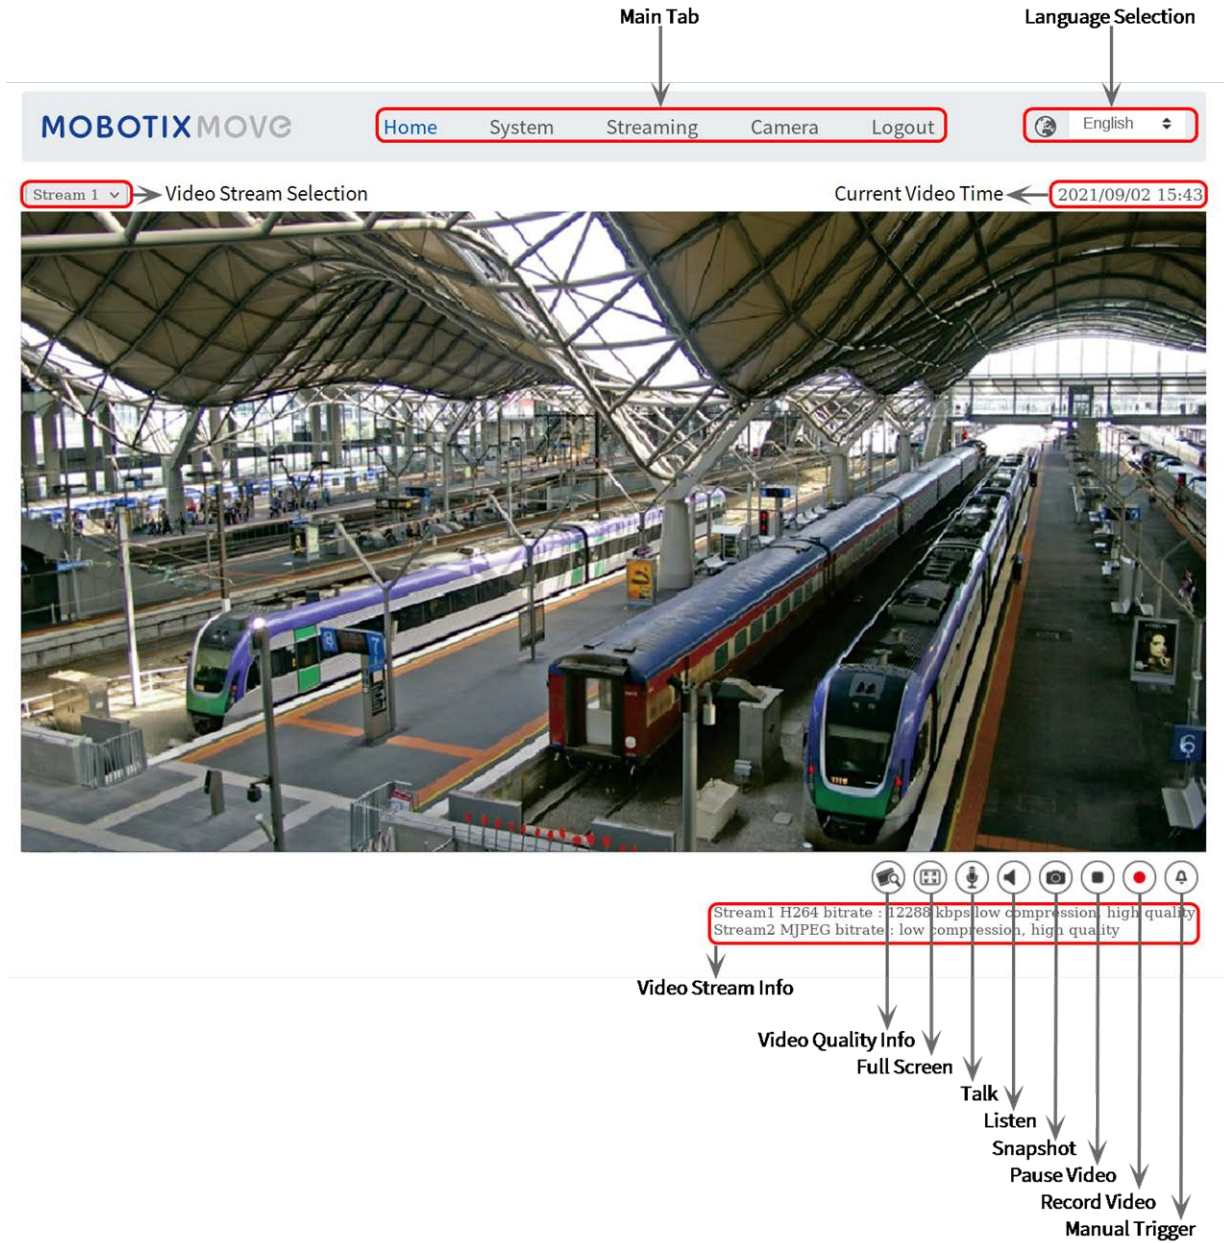 Main Tab
Language Selection
MOBOTIX MOVE
Home System Streaming Camera Logout
English
Stream 1
Video Stream Selection
Current Video Time
2021/09/02 15:43
8
7
6
Stream1 H264 bitrate : 12288 kbps low compression, high quality
Stream2 MJPEG bitrate : low compression, high quality
Video Stream Info
Video Quality Info
Full Screen
Talk
Listen
Snapshot
Pause Video
Record Video
Manual Trigger